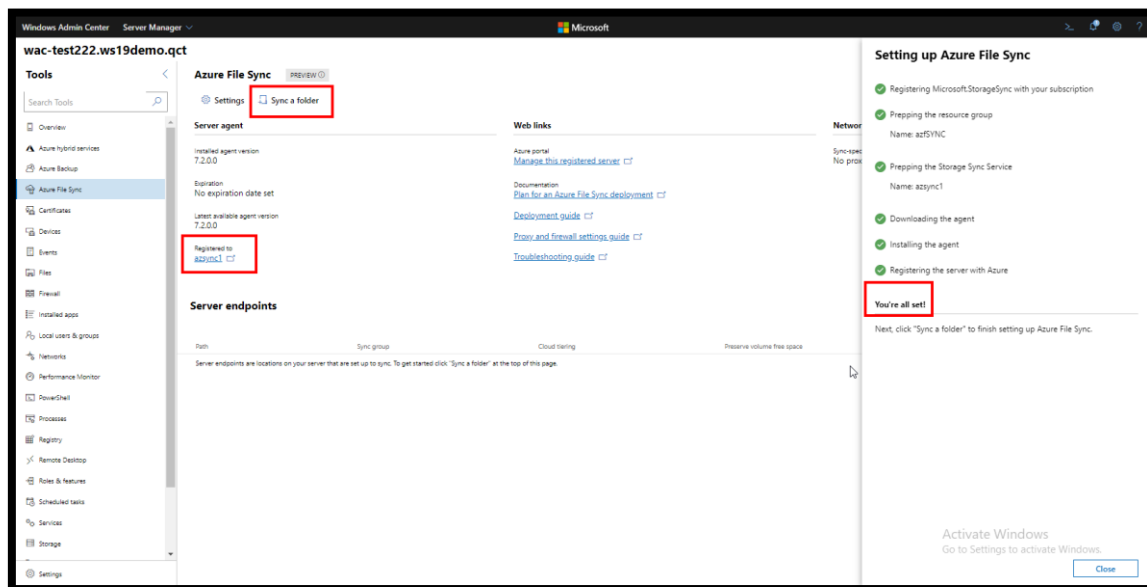 Windows Admin Center Server Manager
Microsoft
wac-test222.ws19demo.qct
Tools
Search Tools
Overview
Azure hybrid services
Azure Backup
Azure File Sync
Certificates
Devices
Events
Files
Firewall
Installed apps
Local users & groups
Networks
Performance Monitor
PowerShell
Processes
Registry
Remote Desktop
Roles & features
Scheduled tasks
Services
Storage
Settings
Azure File Sync PREVIEW
Settings Sync a folder
Server agent
Installed agent version
7.2.0.0
Expiration
No expiration date set
Latest available agent version
7.2.0.0
Registered to
azsync1
Web links
Azure portal
Manage this registered server
Documentation
Plan for an Azure File Sync deployment
Deployment guide
Proxy and firewall settings guide
Troubleshooting guide
Networ
Sync-spec
No prox
Server endpoints
Path Sync group Cloud tiering Preserve volume free space
Server endpoints are locations on your server that are set up to sync. To get started click "Sync a folder" at the top of this page.
Setting up Azure File Sync
Registering Microsoft.StorageSync with your subscription
Prepping the resource group
Name: azfSYNC
Prepping the Storage Sync Service
Name: azsync1
Downloading the agent
Installing the agent
Registering the server with Azure
You're all set!
Next, click "Sync a folder" to finish setting up Azure File Sync.
Activate Windows
Go to Settings to activate Windows.
Close